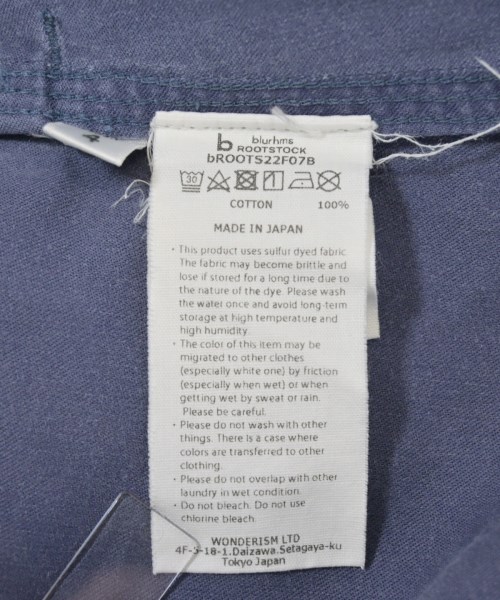 4
b blurhms
ROOTSTOCK
bROOTS22F07B
30
COTTON 100%
MADE IN JAPAN
・This product uses sulfur dyed fabric.
The fabric may become brittle and
lose if stored for a long time due to
the nature of the dye. Please wash
the water once and avoid long-term
storage at high temperature and
high humidity.
・The color of this item may be
migrated to other clothes
(especially white one) by friction
(especially when wet) or when
getting wet by sweat or rain.
Please be careful.
・Please do not wash with other
things. There is a case where
colors are transferred to other
clothing.
・Please do not overlap with other
laundry in wet condition.
・Do not bleach. Do not use
chlorine bleach.
WONDERISM LTD
4F-5-18-1.Daizawa.Setagaya-ku
Tokyo Japan